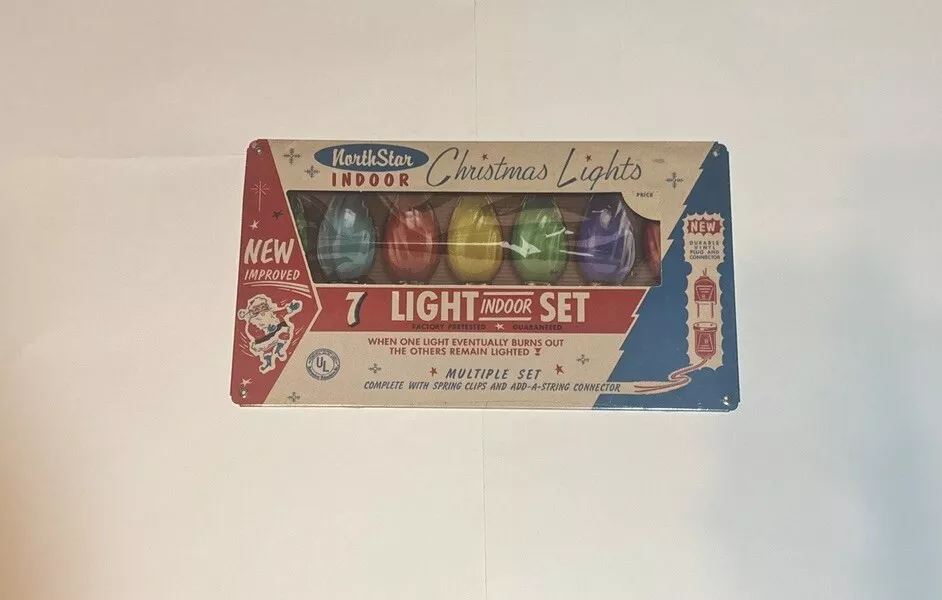 NorthStar
INDOOR
Christmas Lights
PRICE
NEW
IMPROVED
NEW
DURABLE
VINYL
PLUG AND
CONNECTOR
7 LIGHT INDOOR SET
FACTORY PRETESTED ★ GUARANTEED
WHEN ONE LIGHT EVENTUALLY BURNS OUT
THE OTHERS REMAIN LIGHTED
UL
MULTIPLE SET
COMPLETE WITH SPRING CLIPS AND ADD-A-STRING CONNECTOR